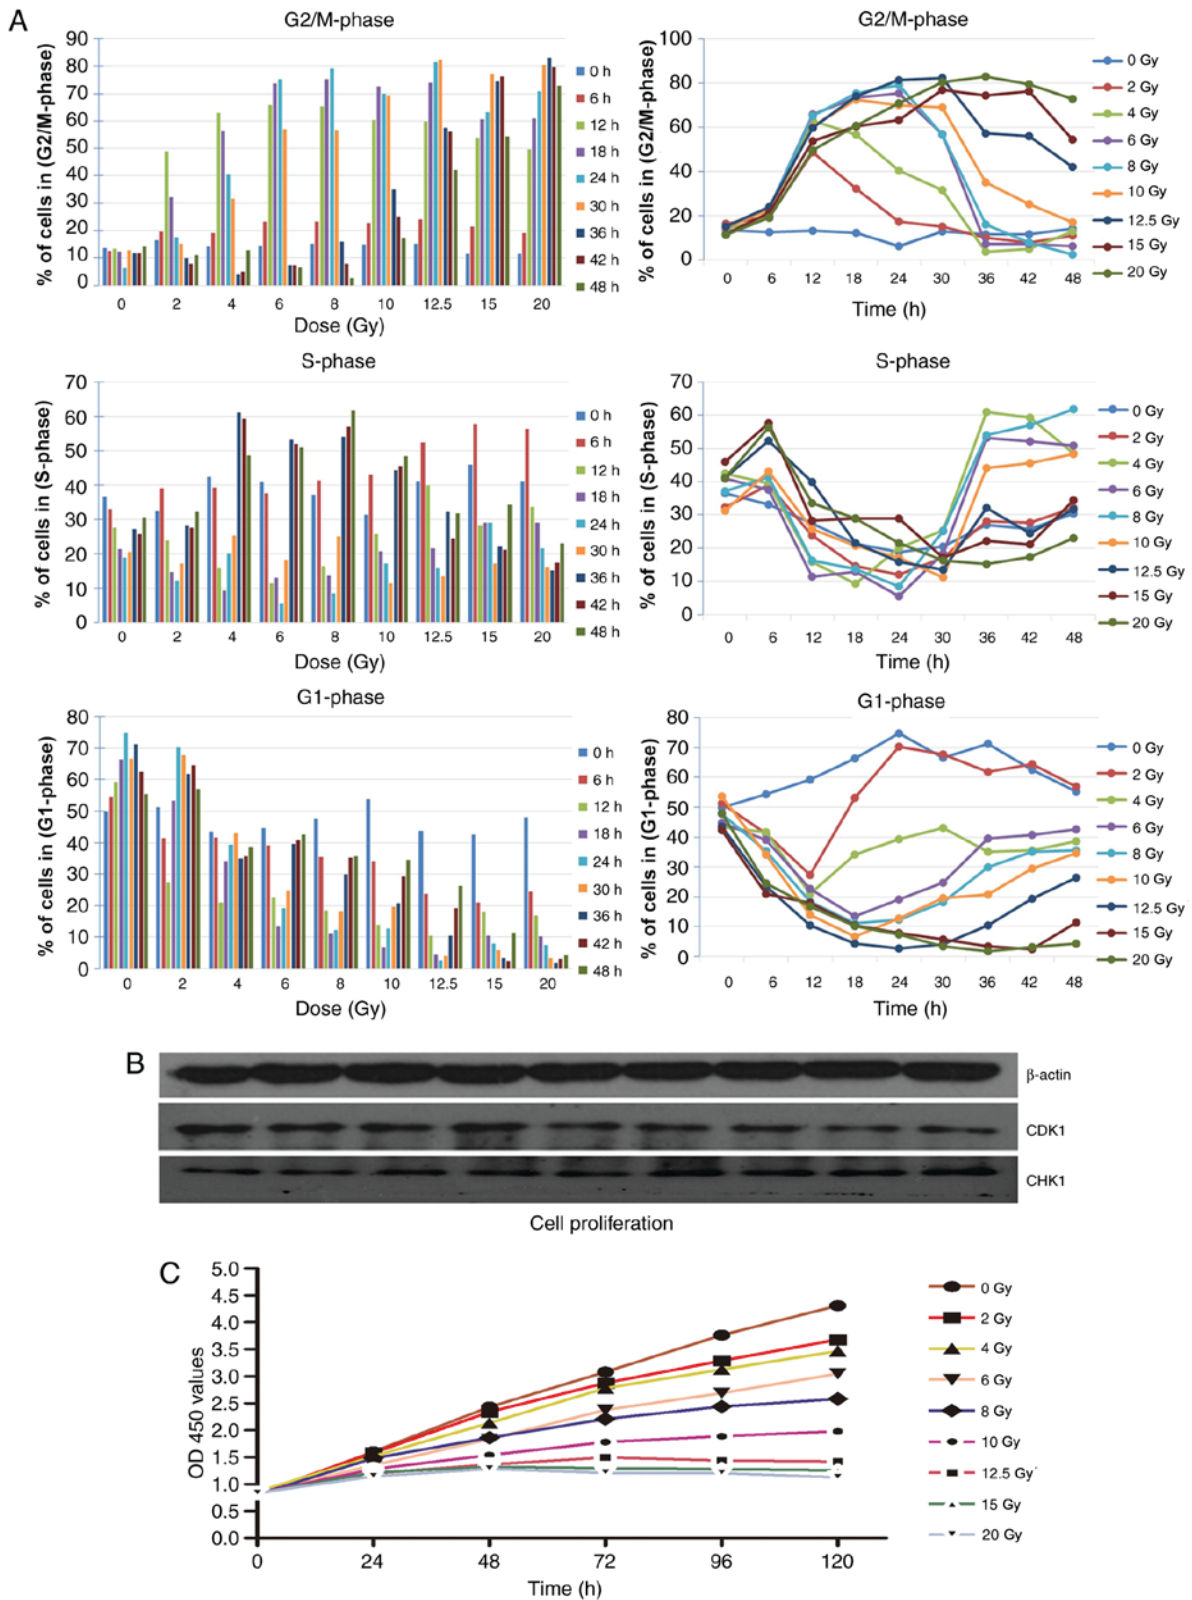 A
G2/M-phase
% of cells in (G2/M-phase)
90
80
70
60
50
40
30
20
10
0
0 2 4 6 8 10 12.5 15 20
Dose (Gy)
0 h
6 h
12 h
18 h
24 h
30 h
36 h
42 h
48 h
G2/M-phase
% of cells in (G2/M-phase)
100
80
60
40
20
0
0 6 12 18 24 30 36 42 48
Time (h)
0 Gy
2 Gy
4 Gy
6 Gy
8 Gy
10 Gy
12.5 Gy
15 Gy
20 Gy
S-phase
% of cells in (S-phase)
70
60
50
40
30
20
10
0
0 2 4 6 8 10 12.5 15 20
Dose (Gy)
0 h
6 h
12 h
18 h
24 h
30 h
36 h
42 h
48 h
S-phase
% of cells in (S-phase)
70
60
50
40
30
20
10
0
0 6 12 18 24 30 36 42 48
Time (h)
0 Gy
2 Gy
4 Gy
6 Gy
8 Gy
10 Gy
12.5 Gy
15 Gy
20 Gy
G1-phase
% of cells in (G1-phase)
80
70
60
50
40
30
20
10
0
0 2 4 6 8 10 12.5 15 20
Dose (Gy)
0 h
6 h
12 h
18 h
24 h
30 h
36 h
42 h
48 h
G1-phase
% of cells in (G1-phase)
80
70
60
50
40
30
20
10
0
0 6 12 18 24 30 36 42 48
Time (h)
0 Gy
2 Gy
4 Gy
6 Gy
8 Gy
10 Gy
12.5 Gy
15 Gy
20 Gy
B
β-actin
CDK1
CHK1
Cell proliferation
C
OD 450 values
5.0
4.5
4.0
3.5
3.0
2.5
2.0
1.5
1.0
0.5
0.0
0 24 48 72 96 120
Time (h)
0 Gy
2 Gy
4 Gy
6 Gy
8 Gy
10 Gy
12.5 Gy
15 Gy
20 Gy